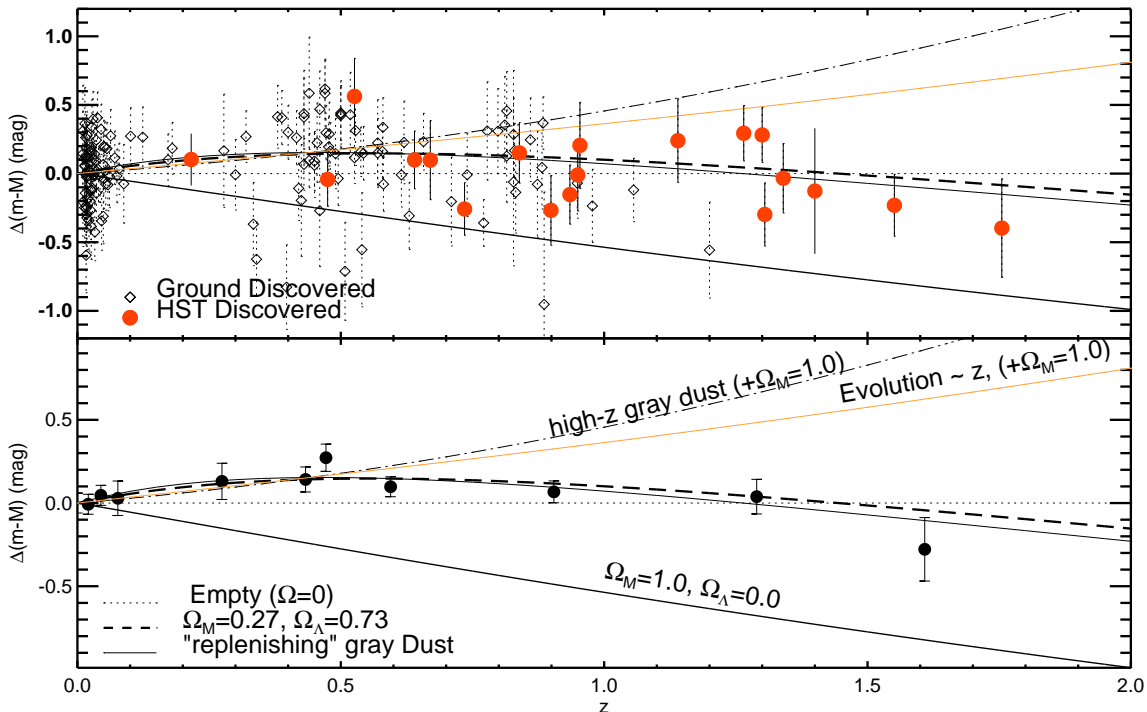 1.0
0.5
0.0
-0.5
-1.0
Δ(m-M) (mag)
Ground Discovered
HST Discovered
high-z gray dust (+Ω_M=1.0)
Evolution ~ z, (+Ω_M=1.0)
0.5
0.0
-0.5
Δ(m-M) (mag)
Ω_M=1.0, Ω_Λ=0.0
Empty (Ω=0)
Ω_M=0.27, Ω_Λ=0.73
"replenishing" gray Dust
0.0 0.5 1.0 1.5 2.0
z